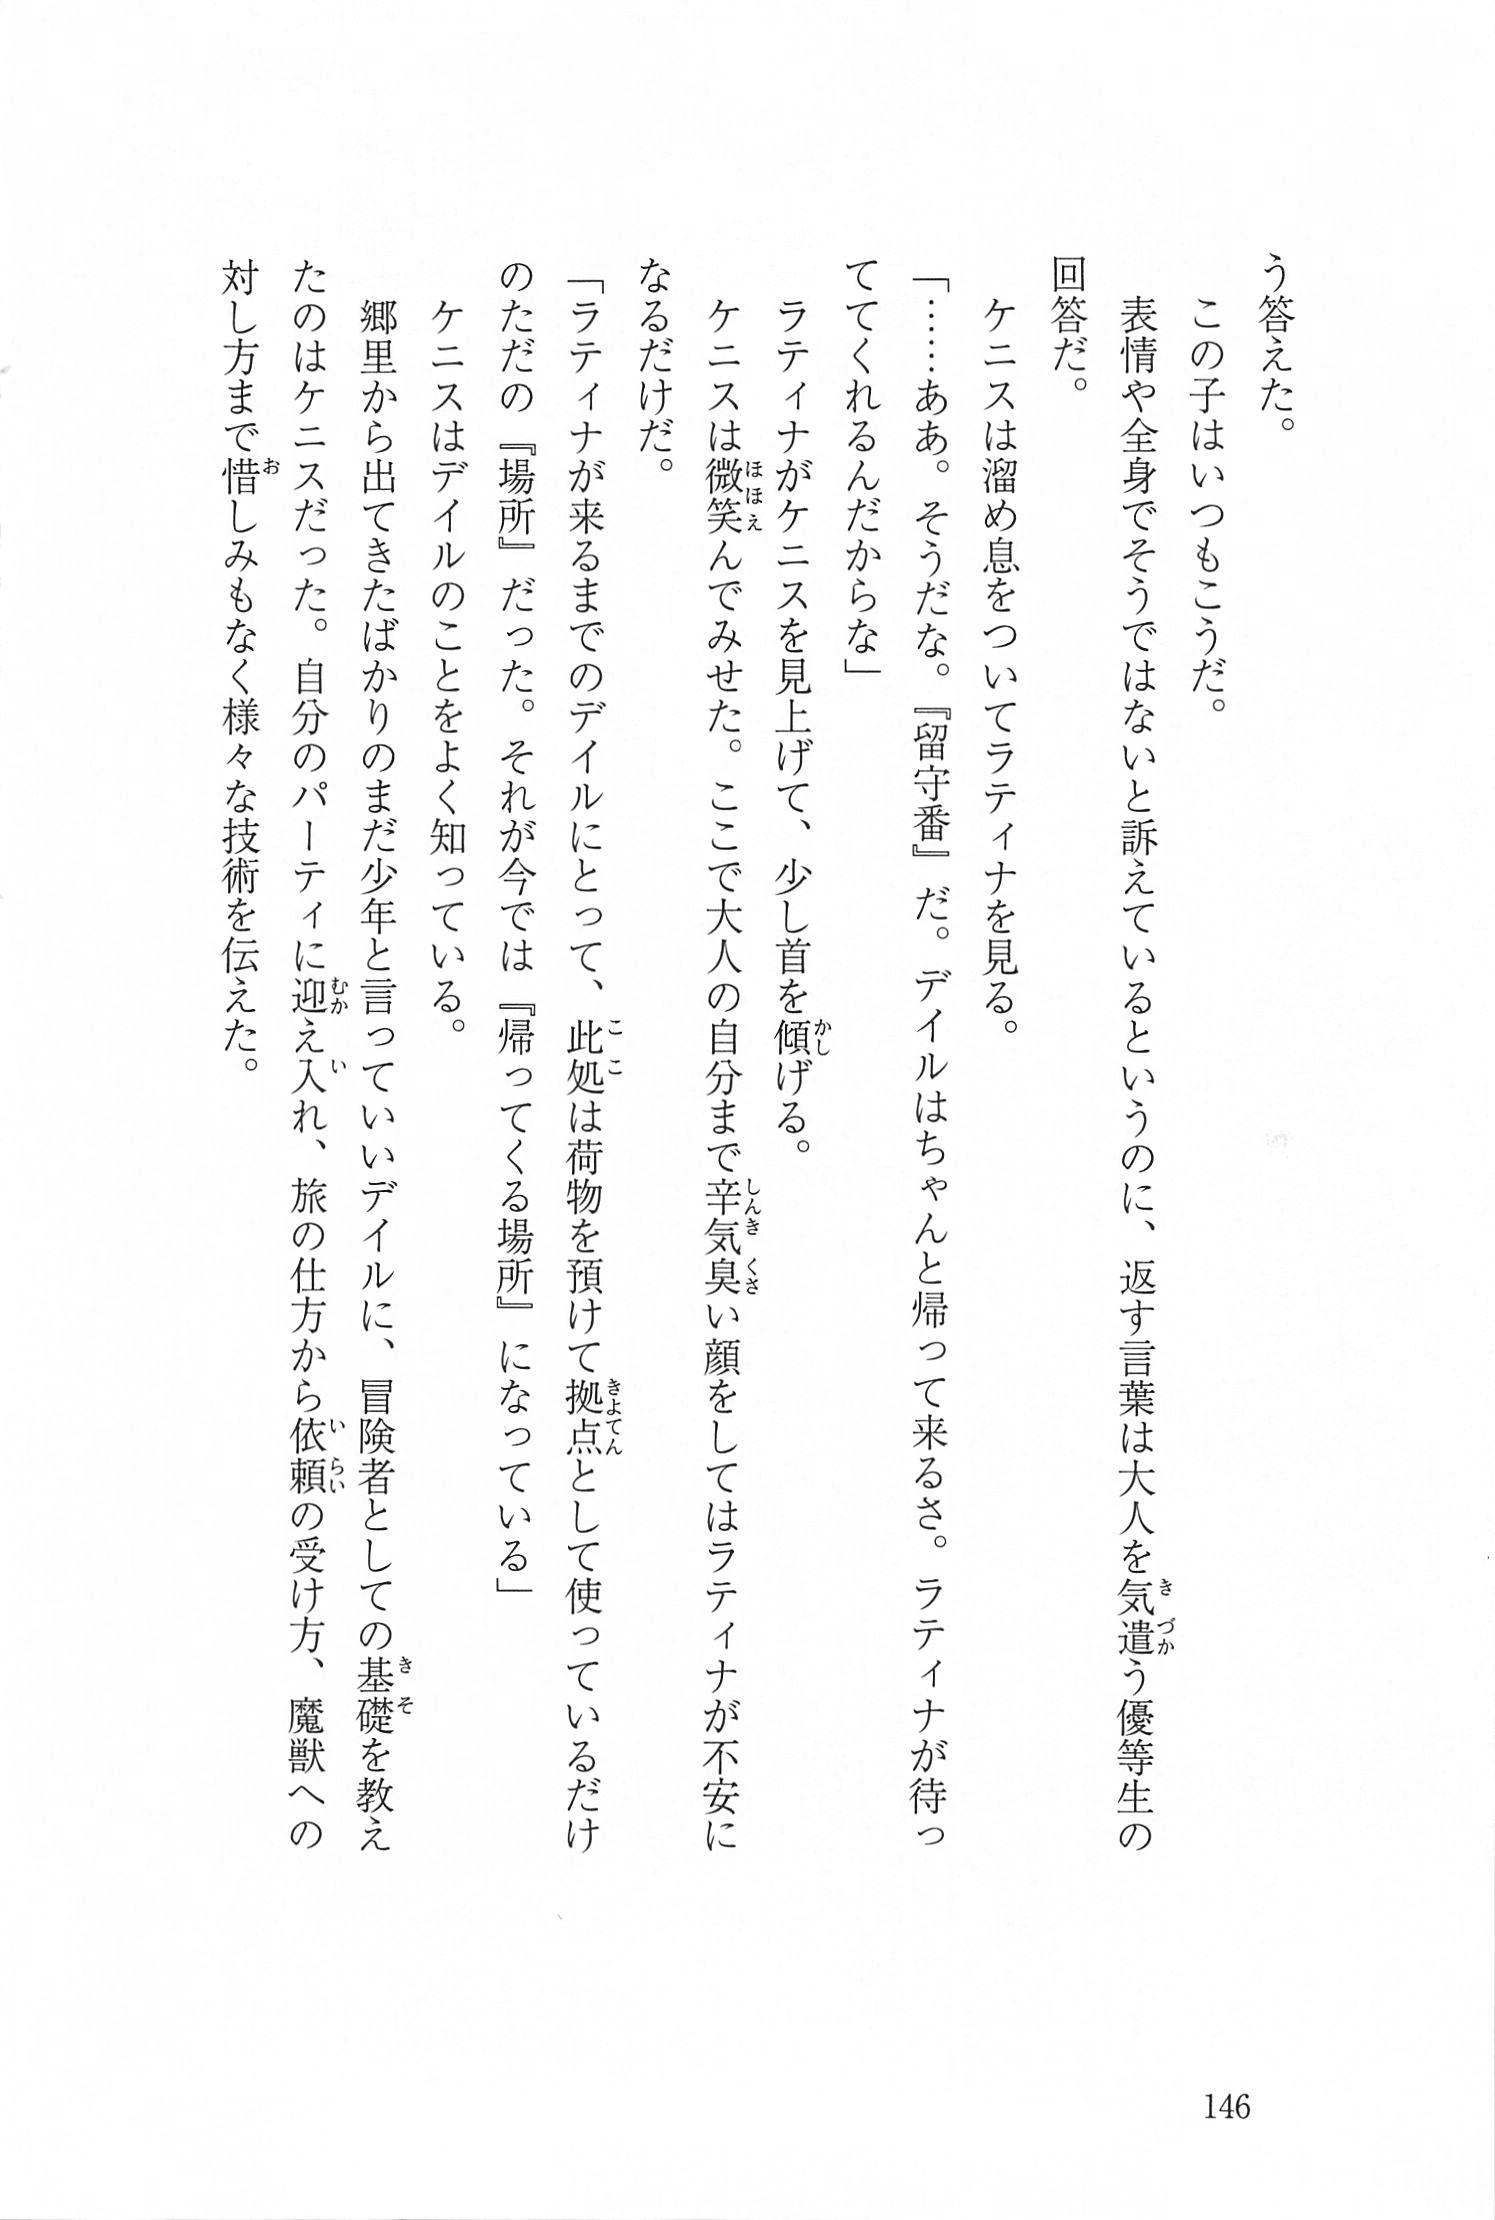 う答えた。
　この子はいつもこうだ。
　表情や全身でそうではないと訴えているというのに、返す言葉は大人を気遣う優等生の
回答だ。
　ケニスは溜め息をついてラティナを見る。
「……ああ。そうだな。『留守番』だ。デイルはちゃんと帰って来るさ。ラティナが待っ
ててくれるんだからな」
　ラティナがケニスを見上げて、少し首を傾げる。
　ケニスは微笑んでみせた。ここで大人の自分まで辛気臭い顔をしてはラティナが不安に
なるだけだ。
「ラティナが来るまでのデイルにとって、此処は荷物を預けて拠点として使っているだけ
のただの『場所』だった。それが今では『帰ってくる場所』になっている」
　ケニスはデイルのことをよく知っている。
　郷里から出てきたばかりのまだ少年と言っていいデイルに、冒険者としての基礎を教え
たのはケニスだった。自分のパーティに迎え入れ、旅の仕方から依頼の受け方、魔獣への
対し方まで惜しみもなく様々な技術を伝えた。
146